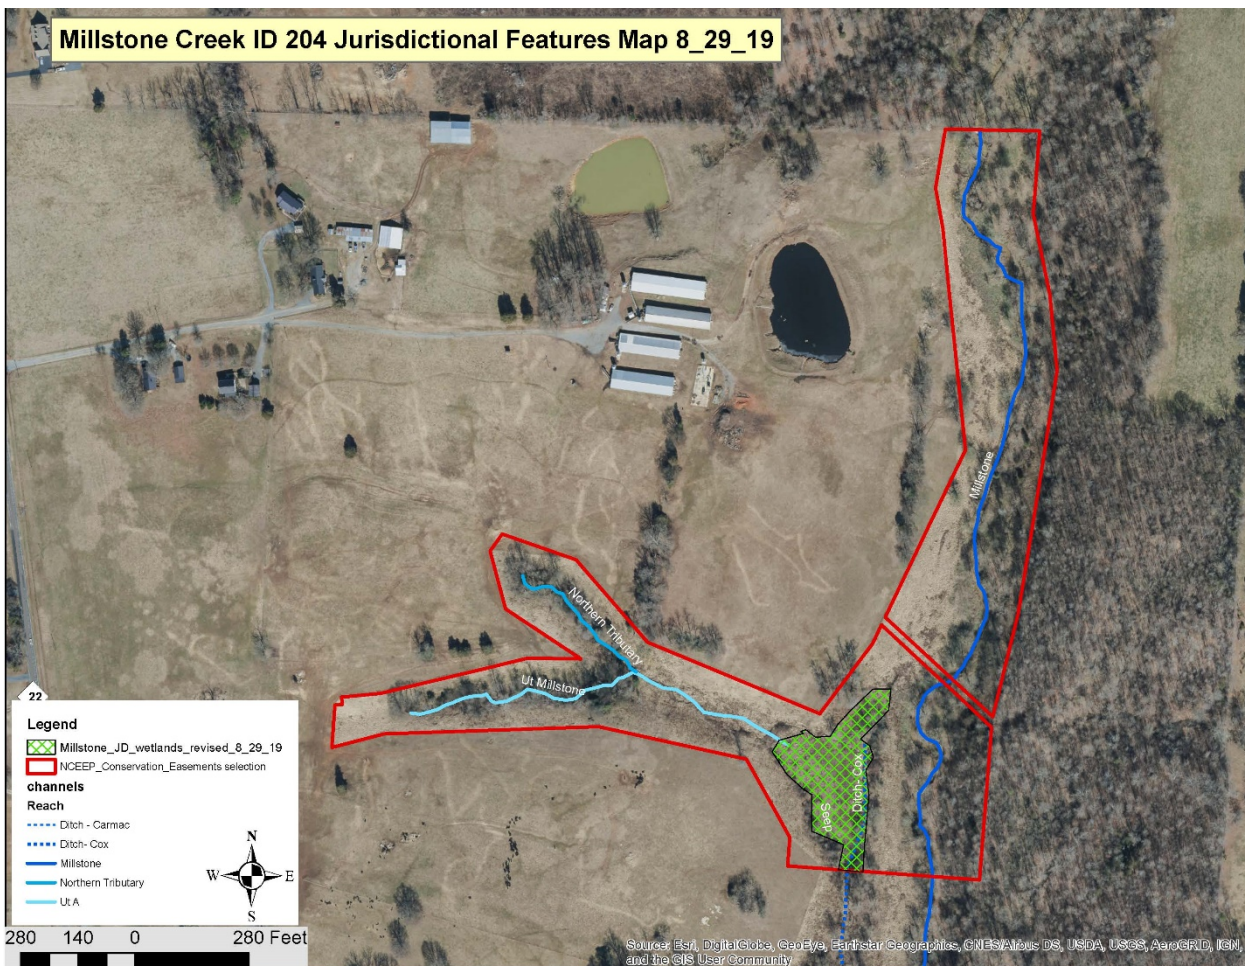 Millstone Creek ID 204 Jurisdictional Features Map 8_29_19
Millstone
Northern Tributary
Ut Millstone
Ditch- Cox
Seep
22
Legend
Millstone_JD_wetlands_revised_8_29_19
NCEEP_Conservation_Easements selection
channels
Reach
Ditch - Carmac
Ditch- Cox
Millstone
Northern Tributary
Ut A
N
W E
S
280 140 0 280 Feet
Source: Esri, DigitalGlobe, GeoEye, Earthstar Geographics, CNES/Airbus DS, USDA, USGS, AeroGRID, IGN,
and the GIS User Community